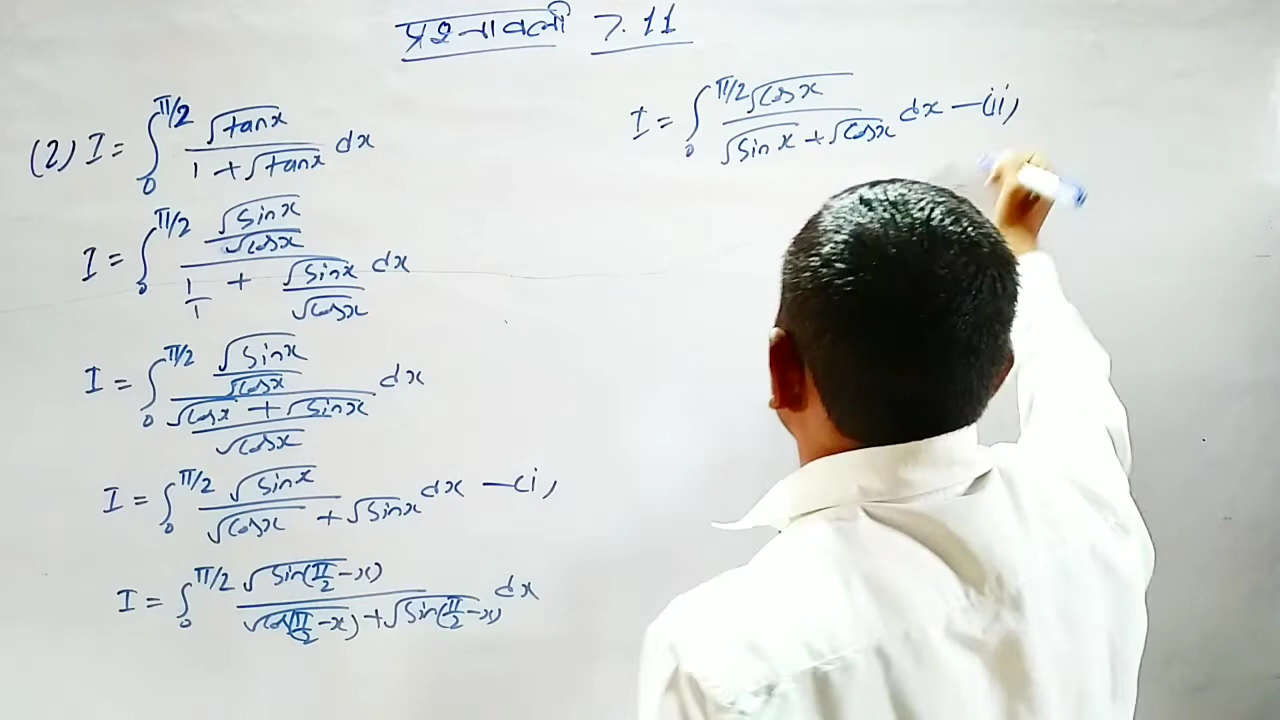 प्रश्नावली 7.11
(2) I = ∫₀^π/2 √tanx / (1 + √tanx) dx
I = ∫₀^π/2 (√Sinx / √Cosx) / (1/1 + √Sinx / √Cosx) dx
I = ∫₀^π/2 (√Sinx / √Cosx) / ((√Cosx + √Sinx) / √Cosx) dx
I = ∫₀^π/2 √Sinx / (√Cosx + √Sinx) dx —(i)
I = ∫₀^π/2 √Sin(π/2 -x) / (√Cos(π/2 -x) + √Sin(π/2 -x)) dx
I = ∫₀^π/2 √Cosx / (√Sinx + √Cosx) dx —(ii)